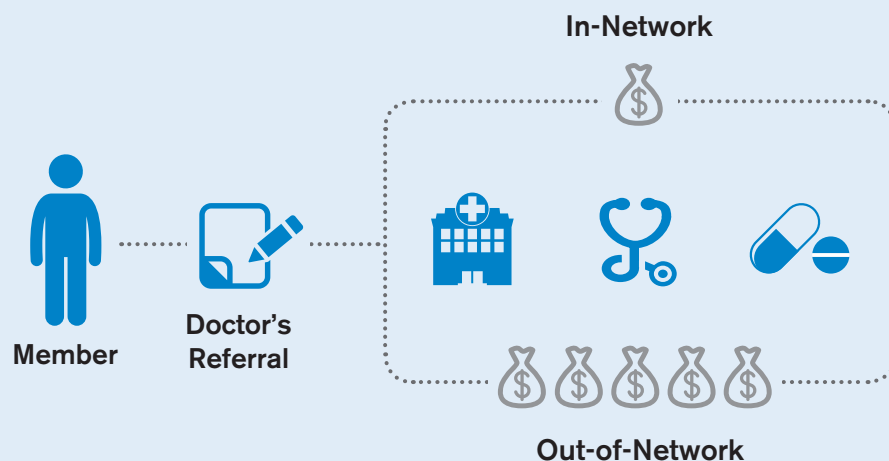 In-Network
$
Member
Doctor's
Referral
$ $ $ $ $
Out-of-Network